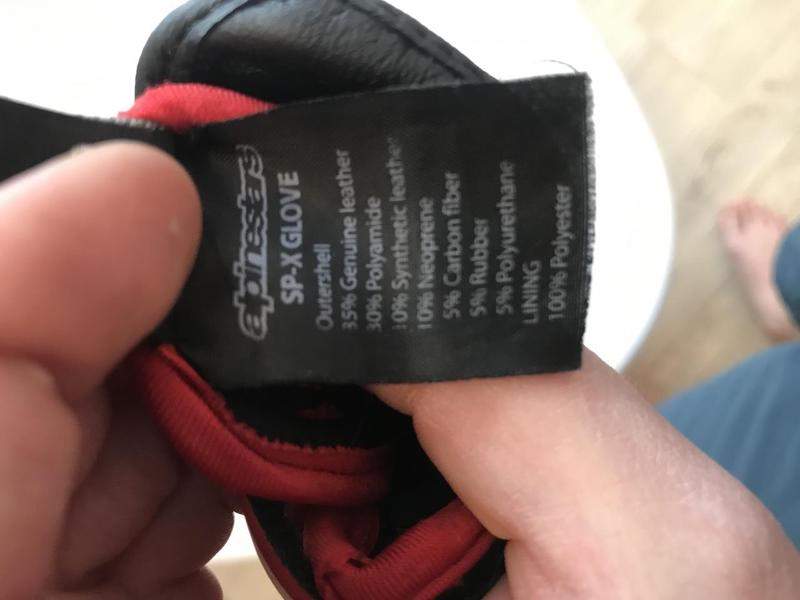 alpinestars
SP-X GLOVE
Outershell
35% Genuine leather
30% Polyamide
10% Synthetic leather
10% Neoprene
5% Carbon fiber
5% Rubber
5% Polyurethane
LINING
100% Polyester